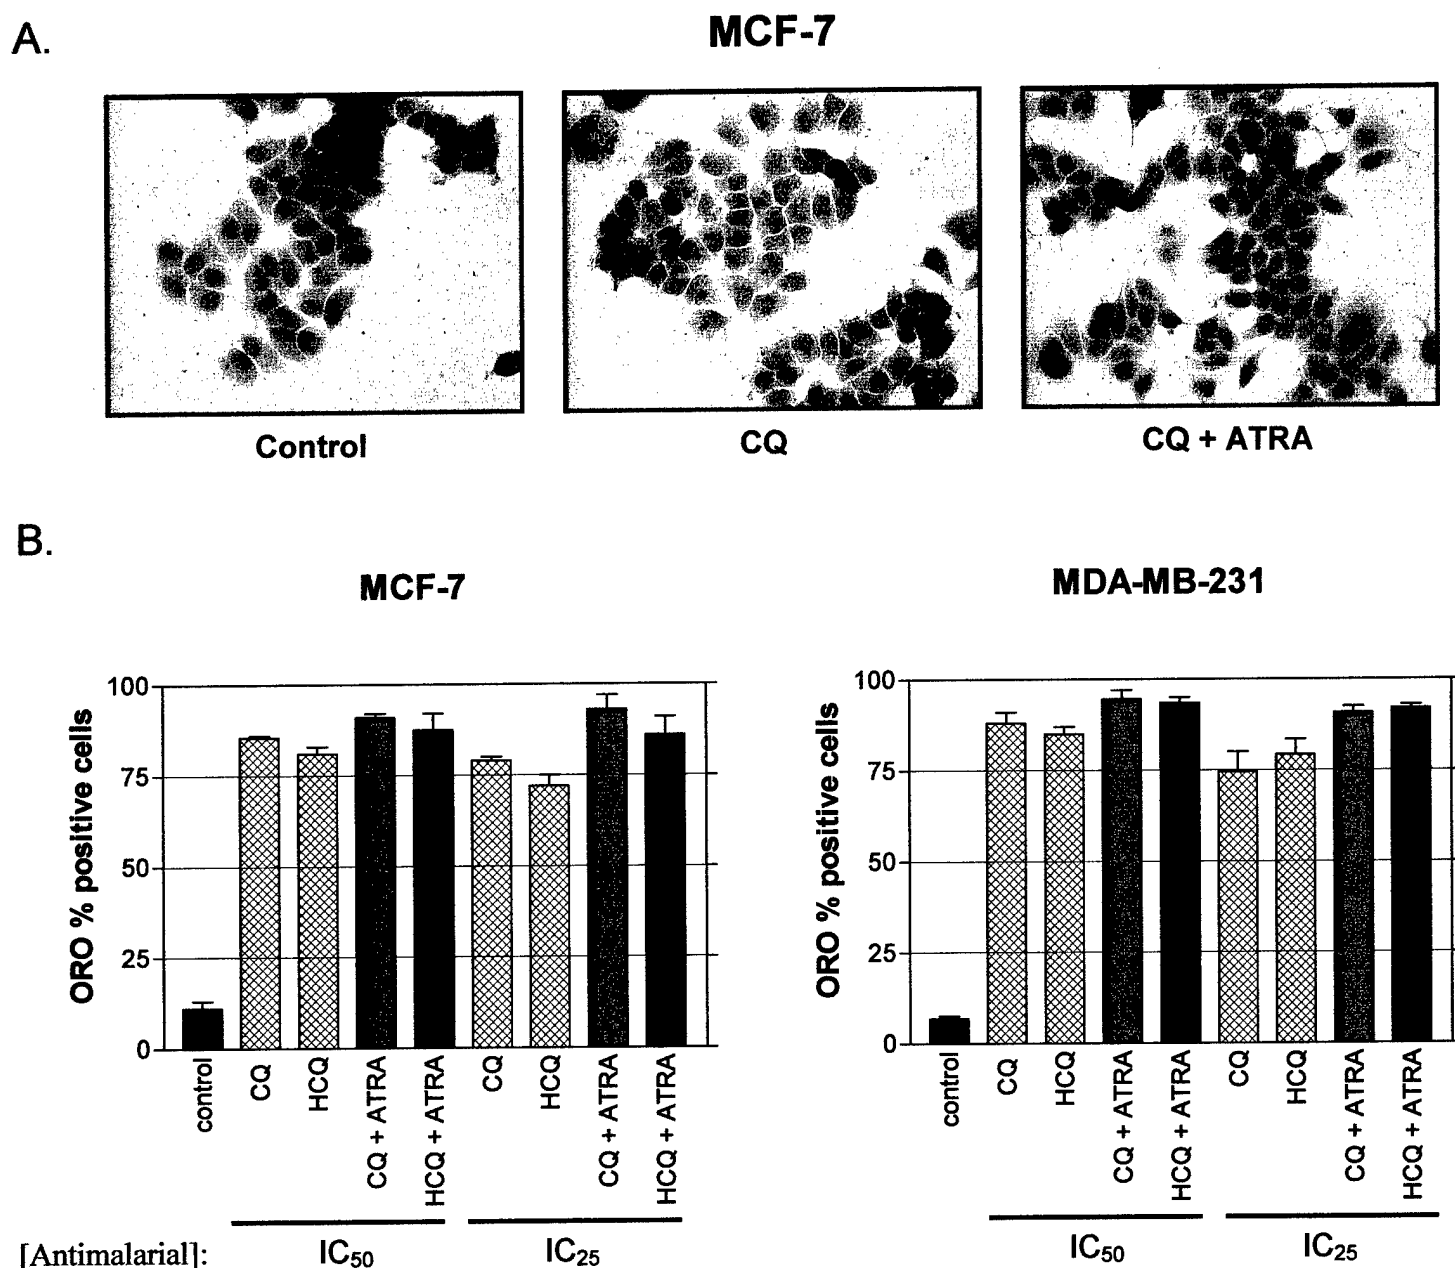 A.
MCF-7
Control
CQ
CQ + ATRA
B.
MCF-7
ORO % positive cells
100
75
50
25
0
control
CQ
HCQ
CQ + ATRA
HCQ + ATRA
CQ
HCQ
CQ + ATRA
HCQ + ATRA
[Antimalarial]:
IC50
IC25
MDA-MB-231
ORO % positive cells
100
75
50
25
0
control
CQ
HCQ
CQ + ATRA
HCQ + ATRA
CQ
HCQ
CQ + ATRA
HCQ + ATRA
IC50
IC25